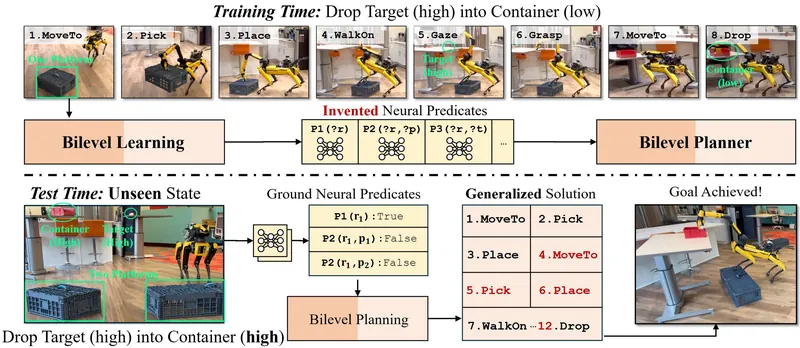 Training Time: Drop Target (high) into Container (low)
1.MoveTo
2.Pick
3.Place
4.WalkOn
5.Gaze
6.Grasp
7.MoveTo
8.Drop
One Platform
Target
(high)
Container
(low)
Invented Neural Predicates
Bilevel Learning
P1(?r)
P2(?r,?p)
P3(?r,?t)
...
Bilevel Planner
Test Time: Unseen State
Ground Neural Predicates
Generalized Solution
Goal Achieved!
Container
(High)
Target
(High)
Two Platforms
P1(r1):True
P2(r1,p1):False
P2(r1,p2):False
Bilevel Planning
1.MoveTo
2.Pick
3.Place
4.MoveTo
5.Pick
6.Place
7.WalkOn ... 12.Drop
Drop Target (high) into Container (high)